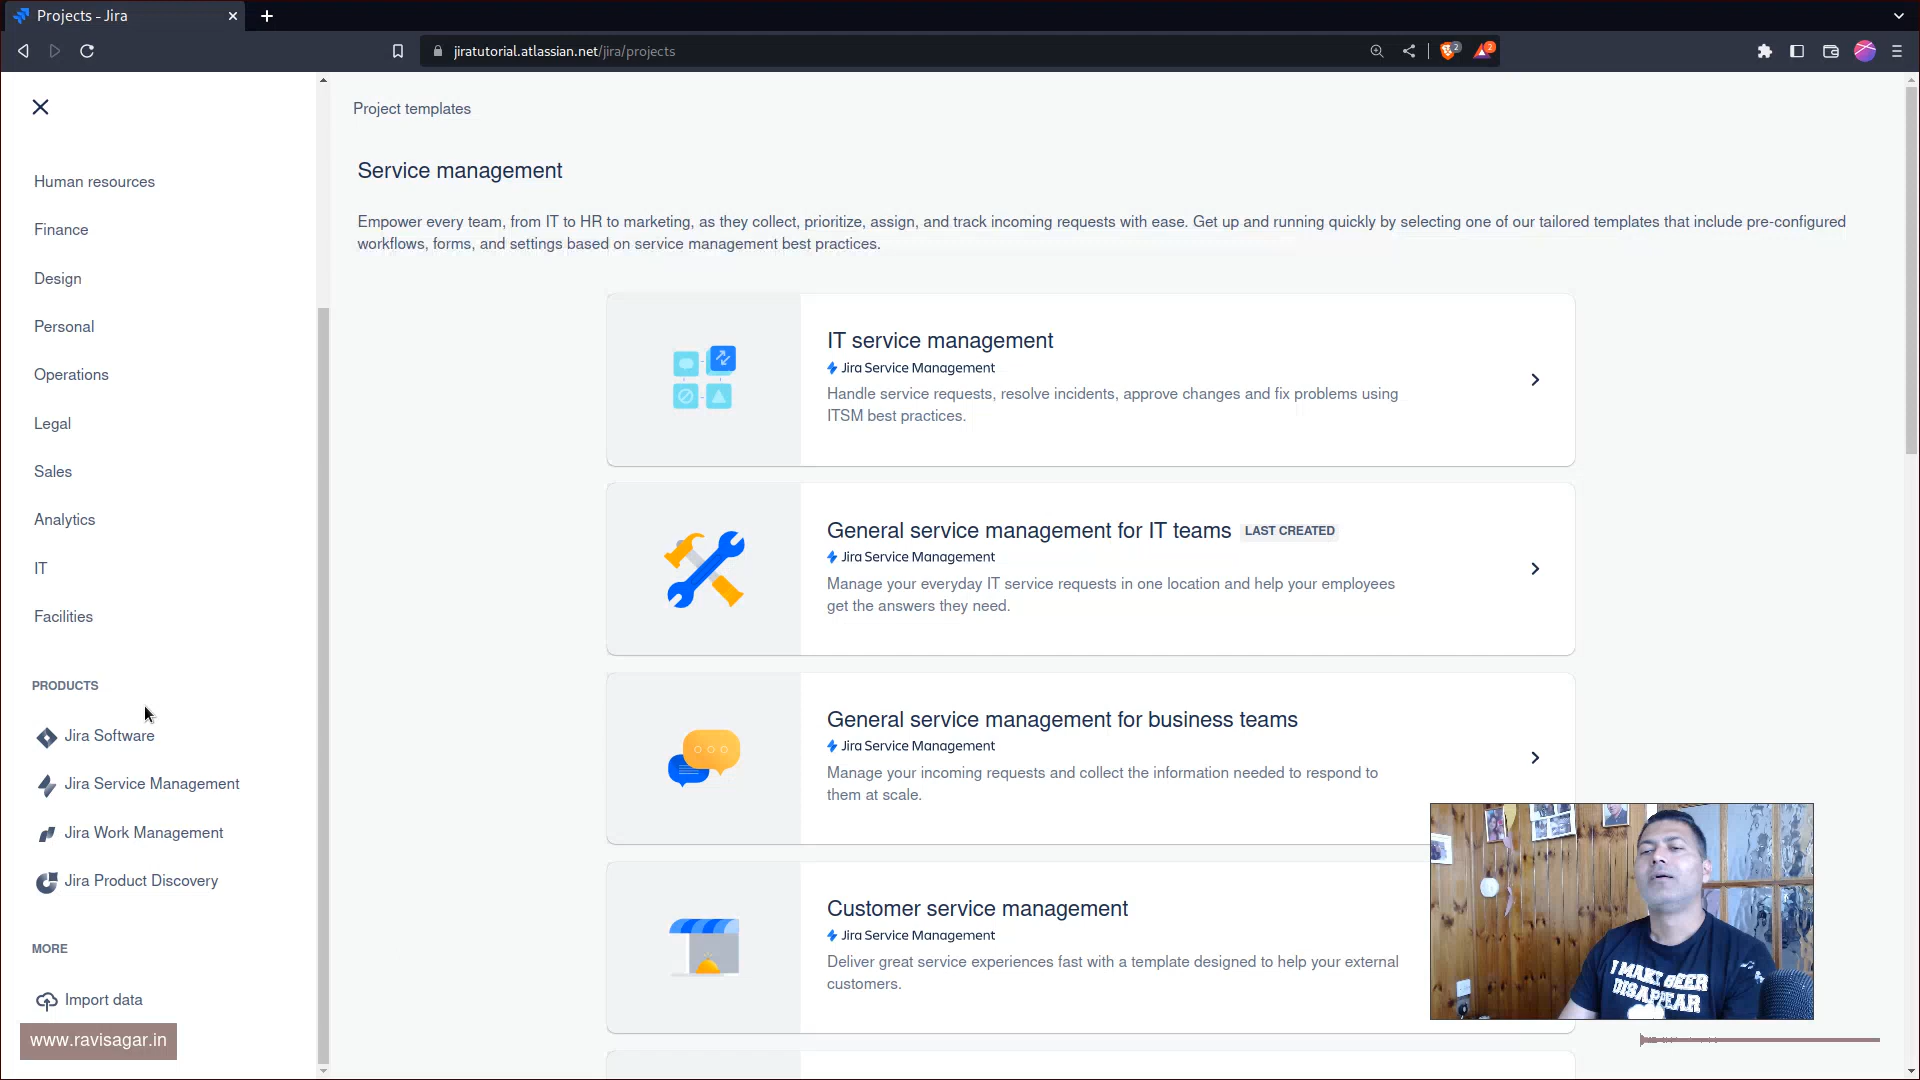 Projects - Jira
jiratutorial.atlassian.net/jira/projects
2
2
Human resources
Finance
Design
Personal
Operations
Legal
Sales
Analytics
IT
Facilities
PRODUCTS
Jira Software
Jira Service Management
Jira Work Management
Jira Product Discovery
MORE
Import data
www.ravisagar.in
Project templates
Service management
Empower every team, from IT to HR to marketing, as they collect, prioritize, assign, and track incoming requests with ease. Get up and running quickly by selecting one of our tailored templates that include pre-configured
workflows, forms, and settings based on service management best practices.
IT service management
Jira Service Management
Handle service requests, resolve incidents, approve changes and fix problems using
ITSM best practices.
General service management for IT teams LAST CREATED
Jira Service Management
Manage your everyday IT service requests in one location and help your employees
get the answers they need.
General service management for business teams
Jira Service Management
Manage your incoming requests and collect the information needed to respond to
them at scale.
Customer service management
Jira Service Management
Deliver great service experiences fast with a template designed to help your external
customers.
I MAKE BEER
DISAPPEAR